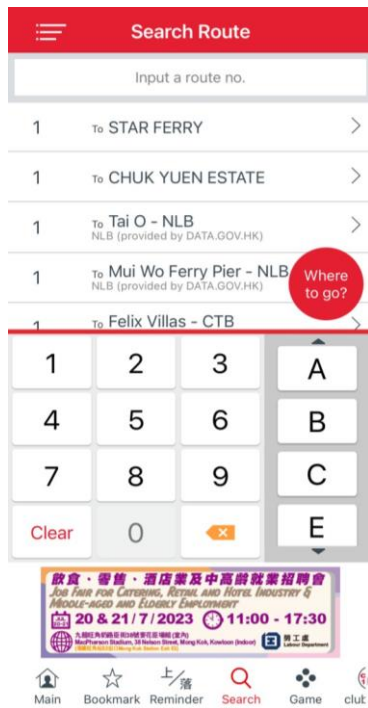 Search Route
Input a route no.
1 To STAR FERRY
1 To CHUK YUEN ESTATE
1 To Tai O - NLB
NLB (provided by DATA.GOV.HK)
1 To Mui Wo Ferry Pier - NLB
NLB (provided by DATA.GOV.HK)
Where
to go?
1 To Felix Villas - CTB
1 2 3 A
4 5 6 B
7 8 9 C
Clear 0 E
飲食・零售・酒店業及中高齡就業招聘會
Job Fair for Catering, Retail and Hotel Industry &
Middle-aged and Elderly Employment
20 & 21/7/2023 11:00 - 17:30
MacPherson Stadium, 38 Nelson Street, Mong Kok, Kowloon (Indoor)
勞工處
Labour Department
Main Bookmark 上/落 Reminder Search Game club